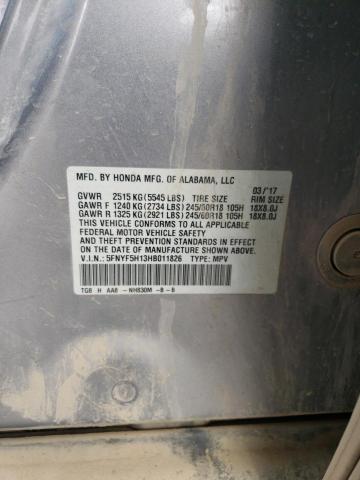 MFD. BY HONDA MFG. OF ALABAMA, LLC
03/'17
GVWR 2515 KG (5545 LBS) TIRE SIZE RIM SIZE
GAWR F 1240 KG (2734 LBS) 245/60R18 105H 18X8.0J
GAWR R 1325 KG (2921 LBS) 245/60R18 105H 18X8.0J
THIS VEHICLE CONFORMS TO ALL APPLICABLE
FEDERAL MOTOR VEHICLE SAFETY AND
THEFT PREVENTION STANDARDS IN EFFECT ON
THE DATE OF MANUFACTURE SHOWN ABOVE.
V.I.N.: 5FNYF5H13HB011826 TYPE: MPV
TG8 H AA8 - NH830M - B - B